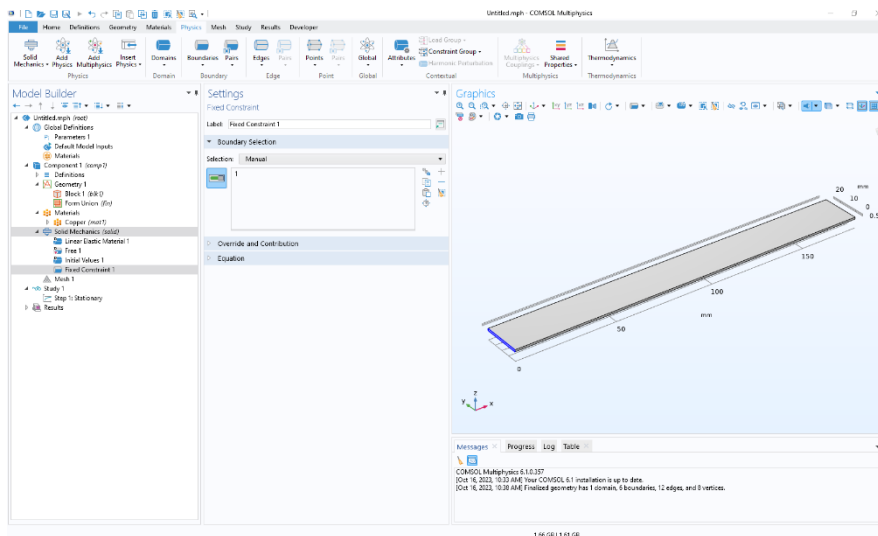 Untitled.mph - COMSOL Multiphysics
File Home Definitions Geometry Materials Physics Mesh Study Results Developer
Solid Mechanics
Add Physics
Add Multiphysics
Insert Physics
Domains
Boundaries
Pairs
Edges
Pairs
Points
Pairs
Global
Attributes
Load Group
Constraint Group
Harmonic Perturbation
Multiphysics Couplings
Shared Properties
Thermodynamics
Physics
Domain
Boundary
Edge
Point
Global
Contextual
Multiphysics
Thermodynamics
Model Builder
Untitled.mph (root)
Global Definitions
Parameters 1
Default Model Inputs
Materials
Component 1 (comp1)
Definitions
Geometry 1
Block 1 (blk1)
Form Union (fin)
Materials
Copper (mat1)
Solid Mechanics (solid)
Linear Elastic Material 1
Free 1
Initial Values 1
Fixed Constraint 1
Mesh 1
Study 1
Step 1: Stationary
Results
Settings
Fixed Constraint
Label: Fixed Constraint 1
Boundary Selection
Selection: Manual
1
Override and Contribution
Equation
Graphics
20 mm
10
0
0.5
150
100
mm
50
0
z
y x
Messages Progress Log Table
COMSOL Multiphysics 6.1.0.357
[Oct 16, 2023, 10:33 AM] Your COMSOL 6.1 installation is up to date.
[Oct 16, 2023, 10:38 AM] Finalized geometry has 1 domain, 6 boundaries, 12 edges, and 8 vertices.
1.66 GB | 1.61 GB